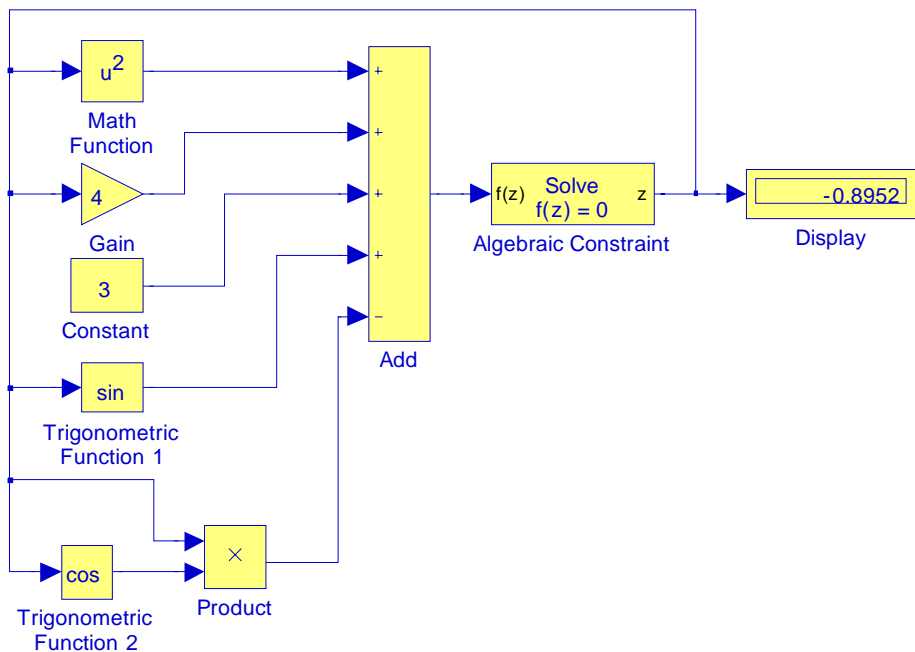 u2
Math
Function
4
Gain
3
Constant
sin
Trigonometric
Function 1
cos
Trigonometric
Function 2
×
Product
+
+
+
+
−
Add
f(z)
Solve
f(z) = 0
z
Algebraic Constraint
-0.8952
Display